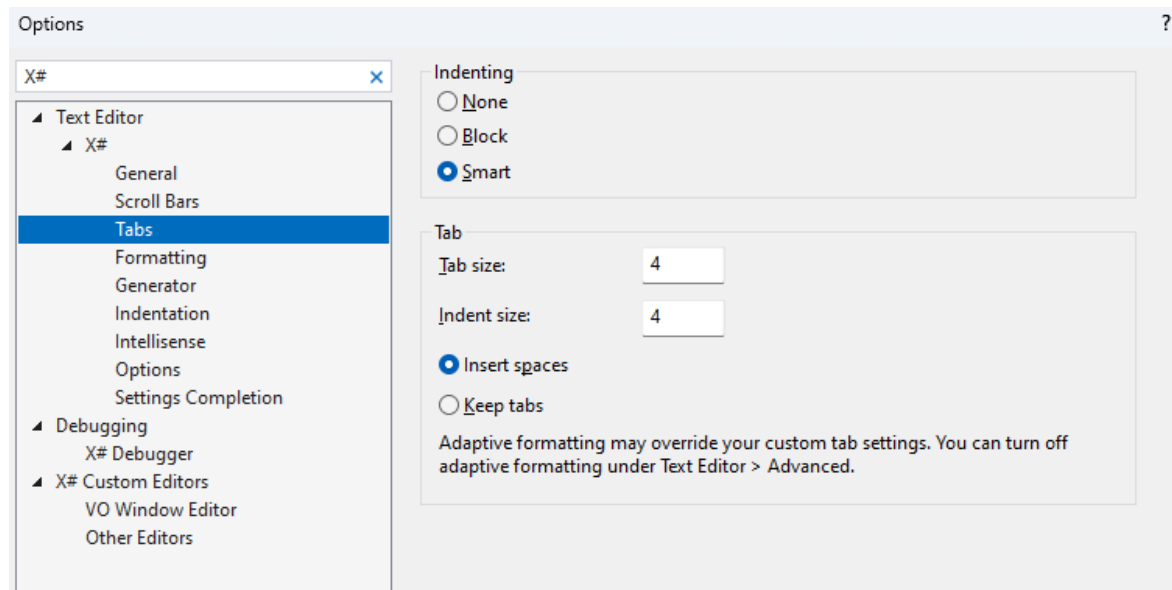 Options
?
X#
Text Editor
X#
General
Scroll Bars
Tabs
Formatting
Generator
Indentation
Intellisense
Options
Settings Completion
Debugging
X# Debugger
X# Custom Editors
VO Window Editor
Other Editors
Indenting
None
Block
Smart
Tab
Tab size: 4
Indent size: 4
Insert spaces
Keep tabs
Adaptive formatting may override your custom tab settings. You can turn off
adaptive formatting under Text Editor > Advanced.